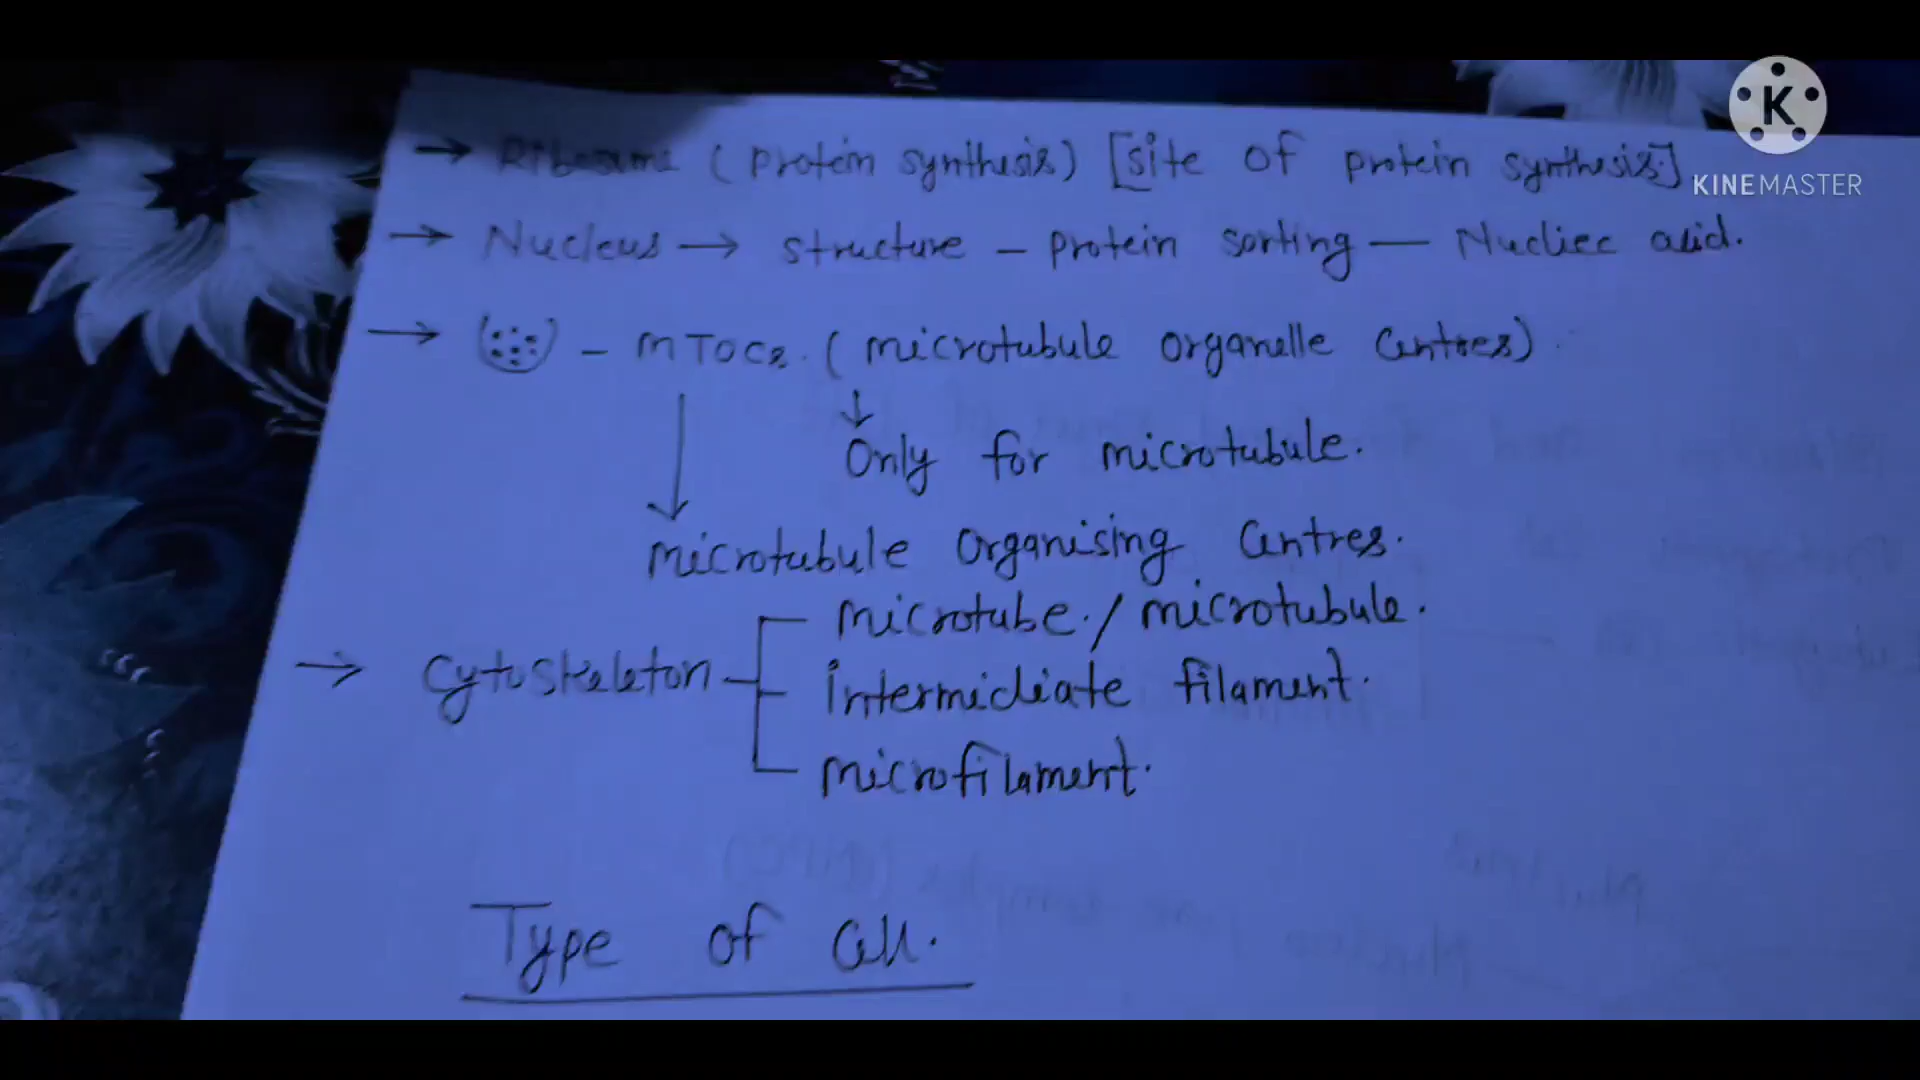 → Ribosome (protein synthesis) [site of protein synthesis.]
K
KINEMASTER
→ Nucleus → structure – protein sorting — Nucliec acid.
→ – MTOCs. (microtubule organelle Centres)
↓ Only for microtubule.
↓ Microtubule Organising Centres.
→ Cytoskeleton
microtube./microtubule.
intermidiate filament.
microfilament.
Type of Cell.